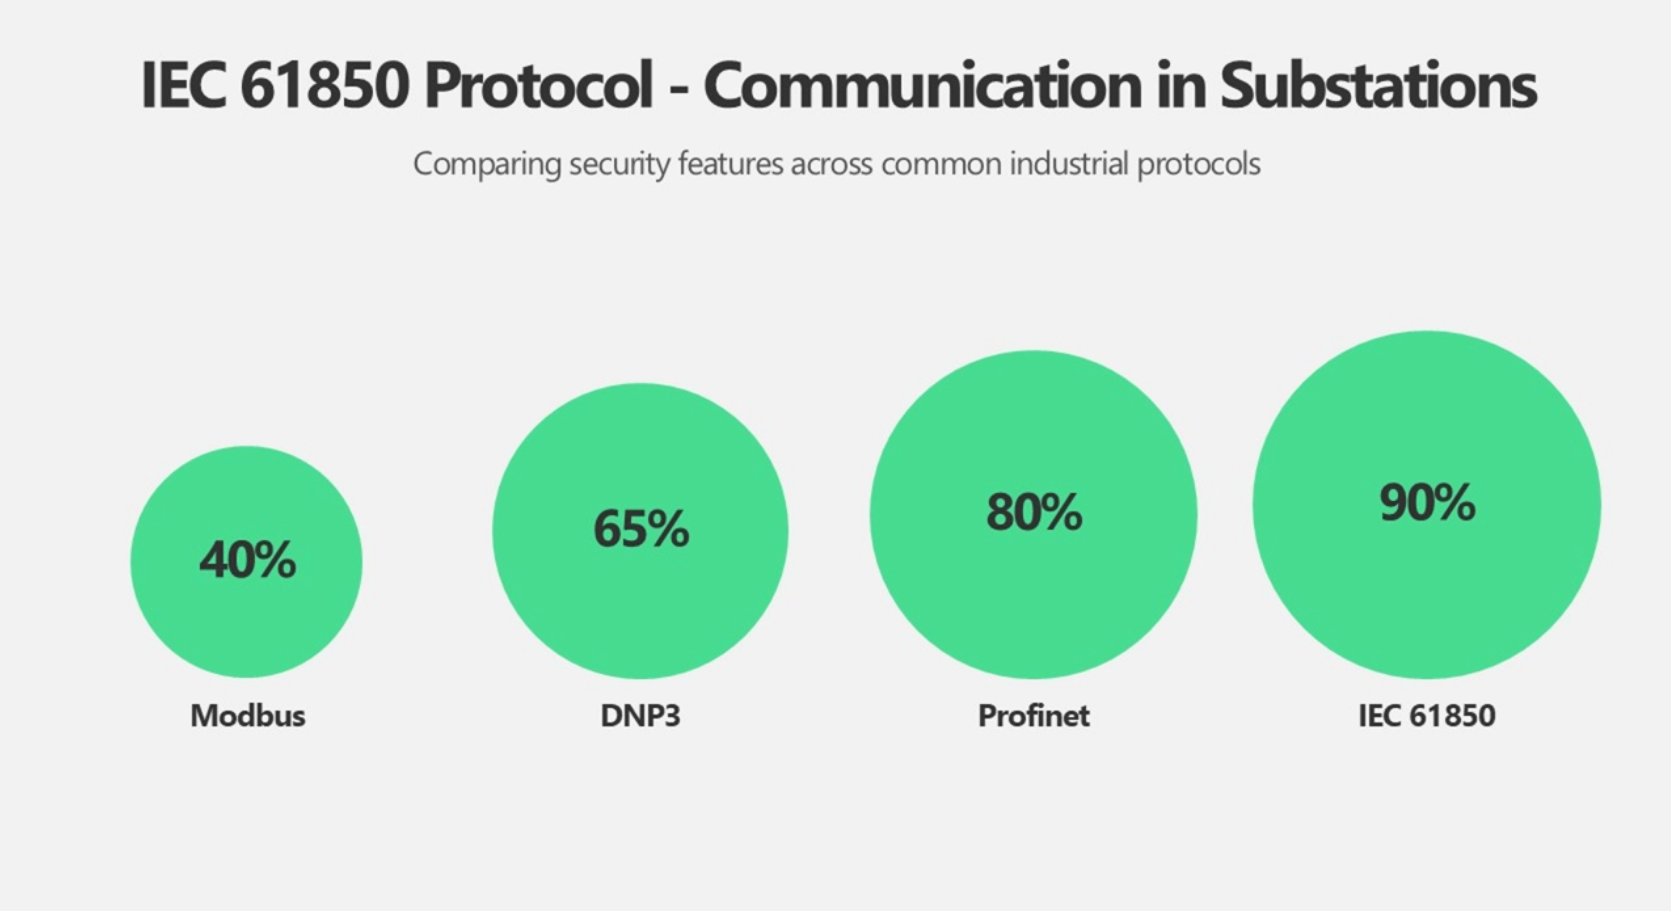 IEC 61850 Protocol - Communication in Substations
Comparing security features across common industrial protocols
40%
65%
80%
90%
Modbus
DNP3
Profinet
IEC 61850